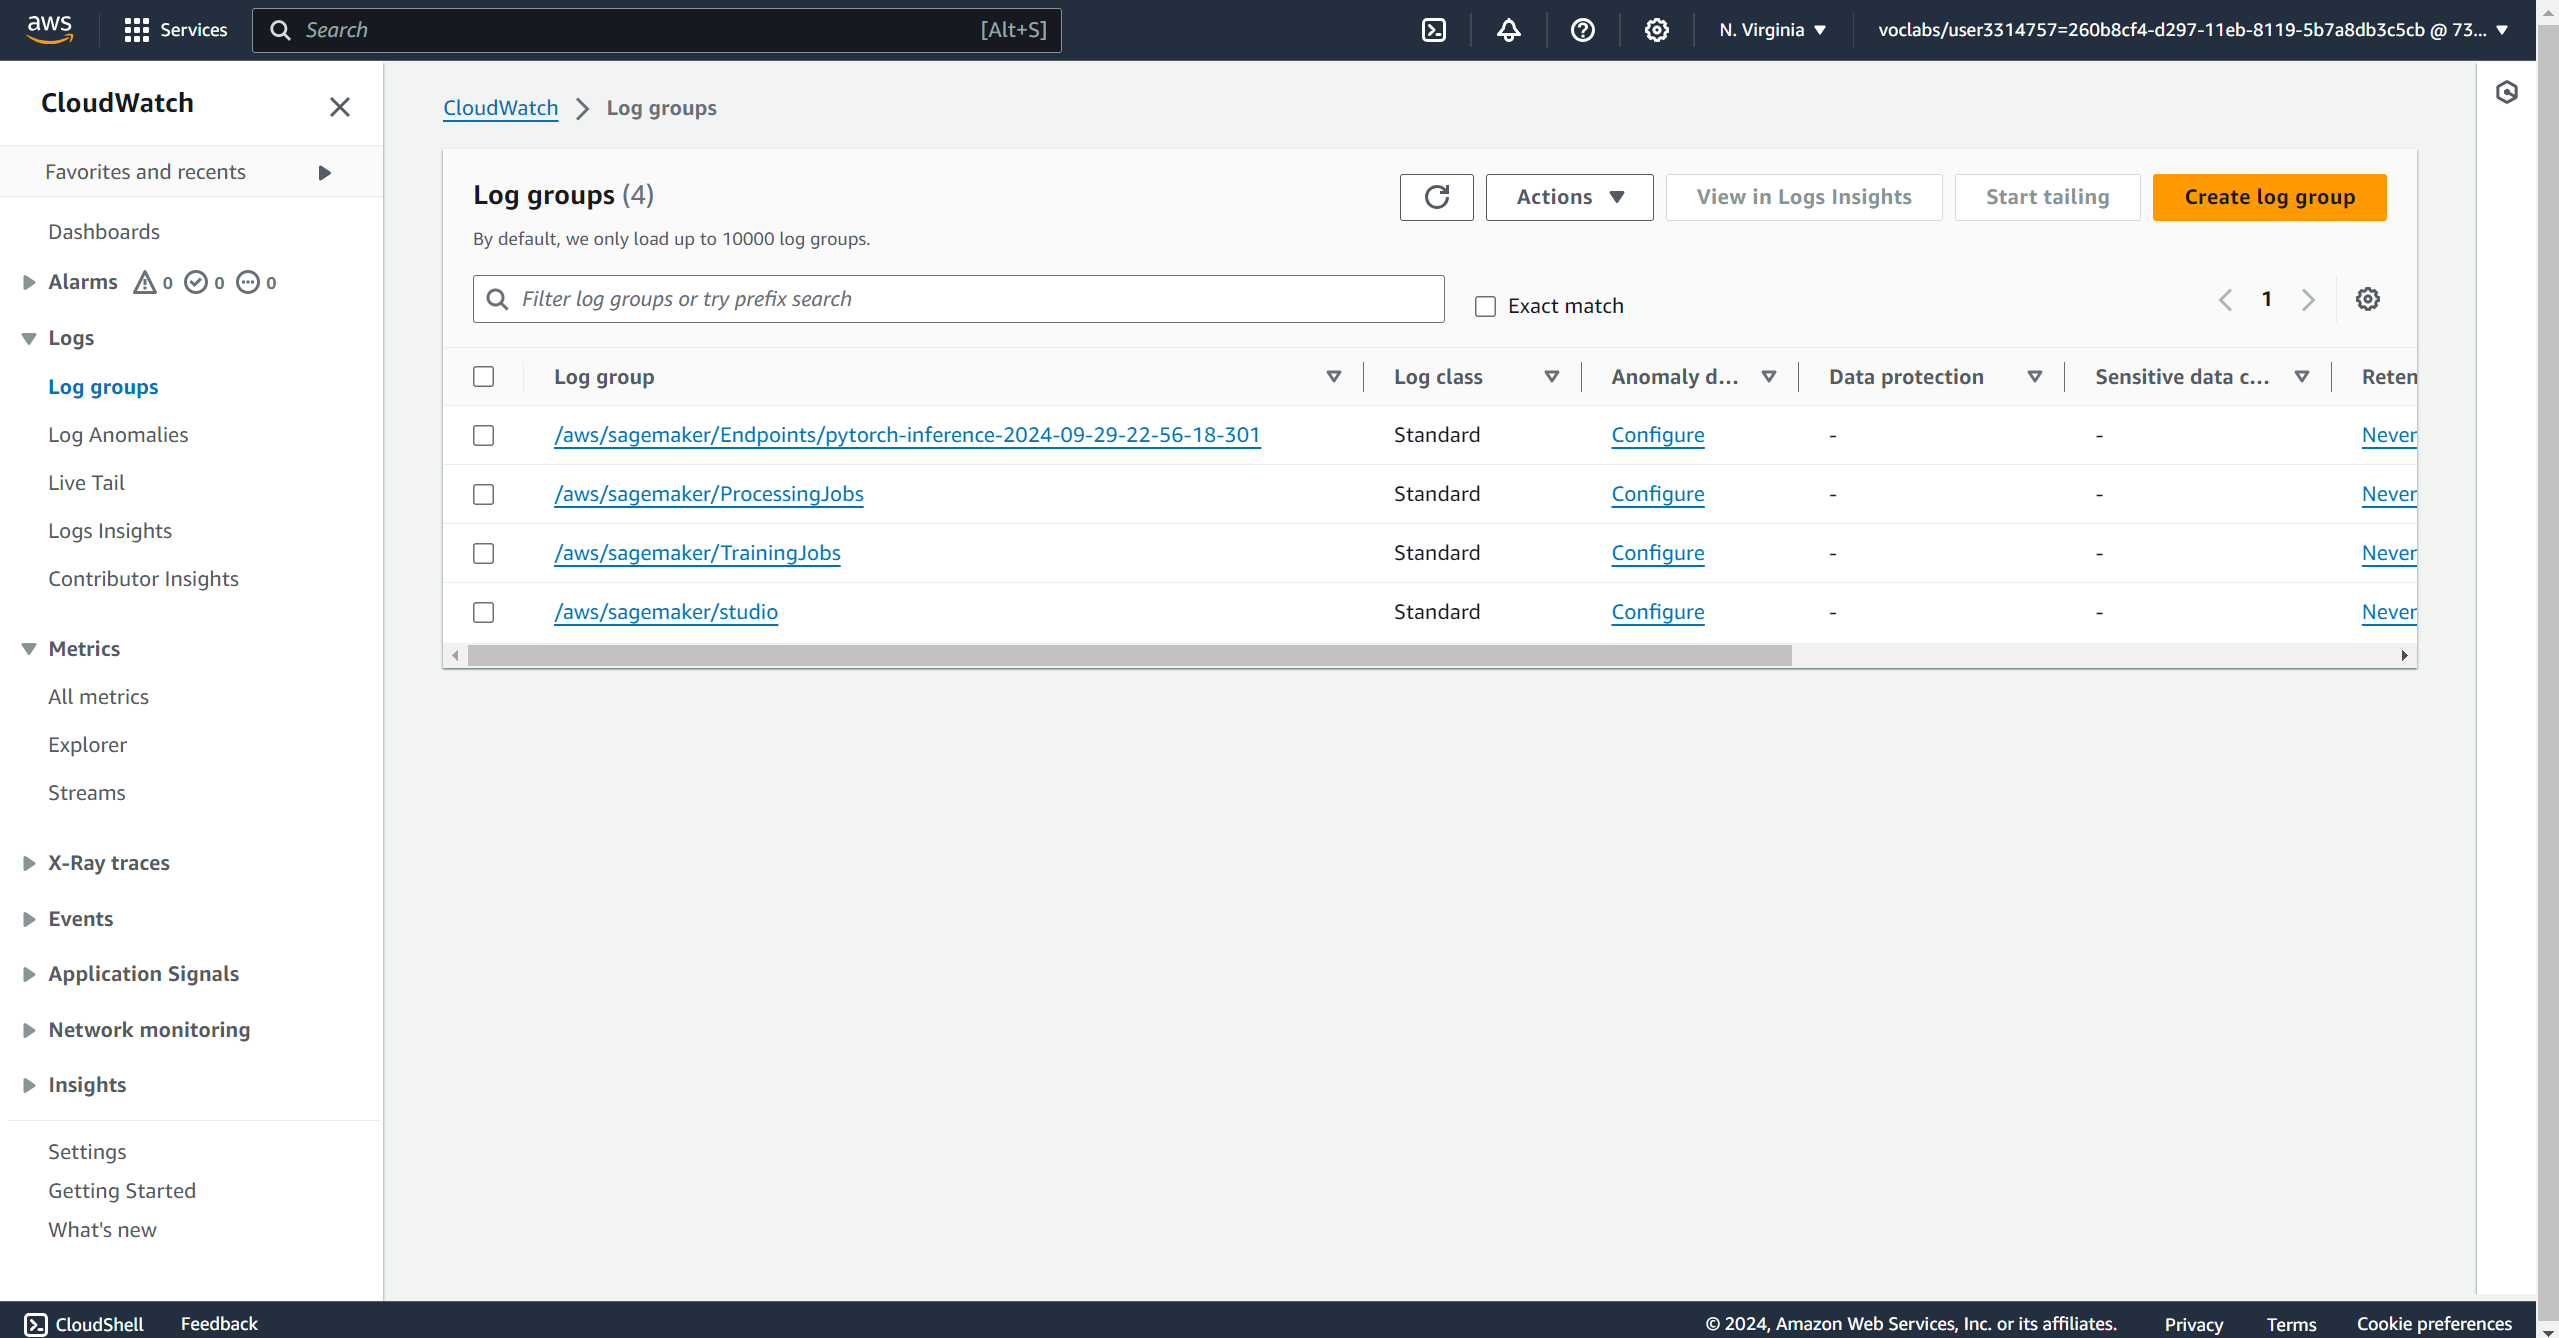 aws
Services
Search [Alt+S]
N. Virginia
voclabs/user3314757=260b8cf4-d297-11eb-8119-5b7a8db3c5cb @ 73...
CloudWatch
Favorites and recents
Dashboards
Alarms 0 0 0
Logs
Log groups
Log Anomalies
Live Tail
Logs Insights
Contributor Insights
Metrics
All metrics
Explorer
Streams
X-Ray traces
Events
Application Signals
Network monitoring
Insights
Settings
Getting Started
What's new
CloudWatch > Log groups
Log groups (4)
By default, we only load up to 10000 log groups.
Actions
View in Logs Insights
Start tailing
Create log group
Filter log groups or try prefix search
Exact match
1
Log group Log class Anomaly d... Data protection Sensitive data c... Reten
/aws/sagemaker/Endpoints/pytorch-inference-2024-09-29-22-56-18-301 Standard Configure - - Never
/aws/sagemaker/ProcessingJobs Standard Configure - - Never
/aws/sagemaker/TrainingJobs Standard Configure - - Never
/aws/sagemaker/studio Standard Configure - - Never
CloudShell Feedback
© 2024, Amazon Web Services, Inc. or its affiliates. Privacy Terms Cookie preferences